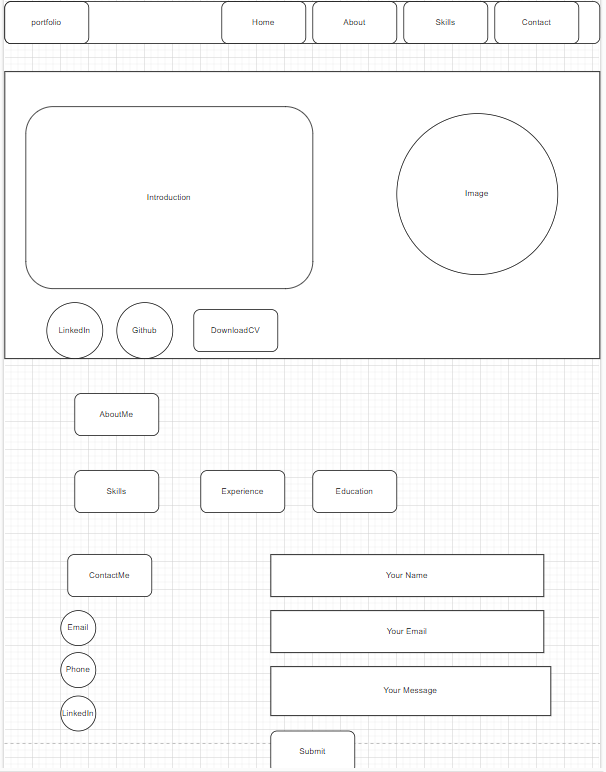 portfolio
Home
About
Skills
Contact
Introduction
Image
LinkedIn
Github
DownloadCV
AboutMe
Skills
Experience
Education
ContactMe
Your Name
Email
Your Email
Phone
Your Message
LinkedIn
Submit